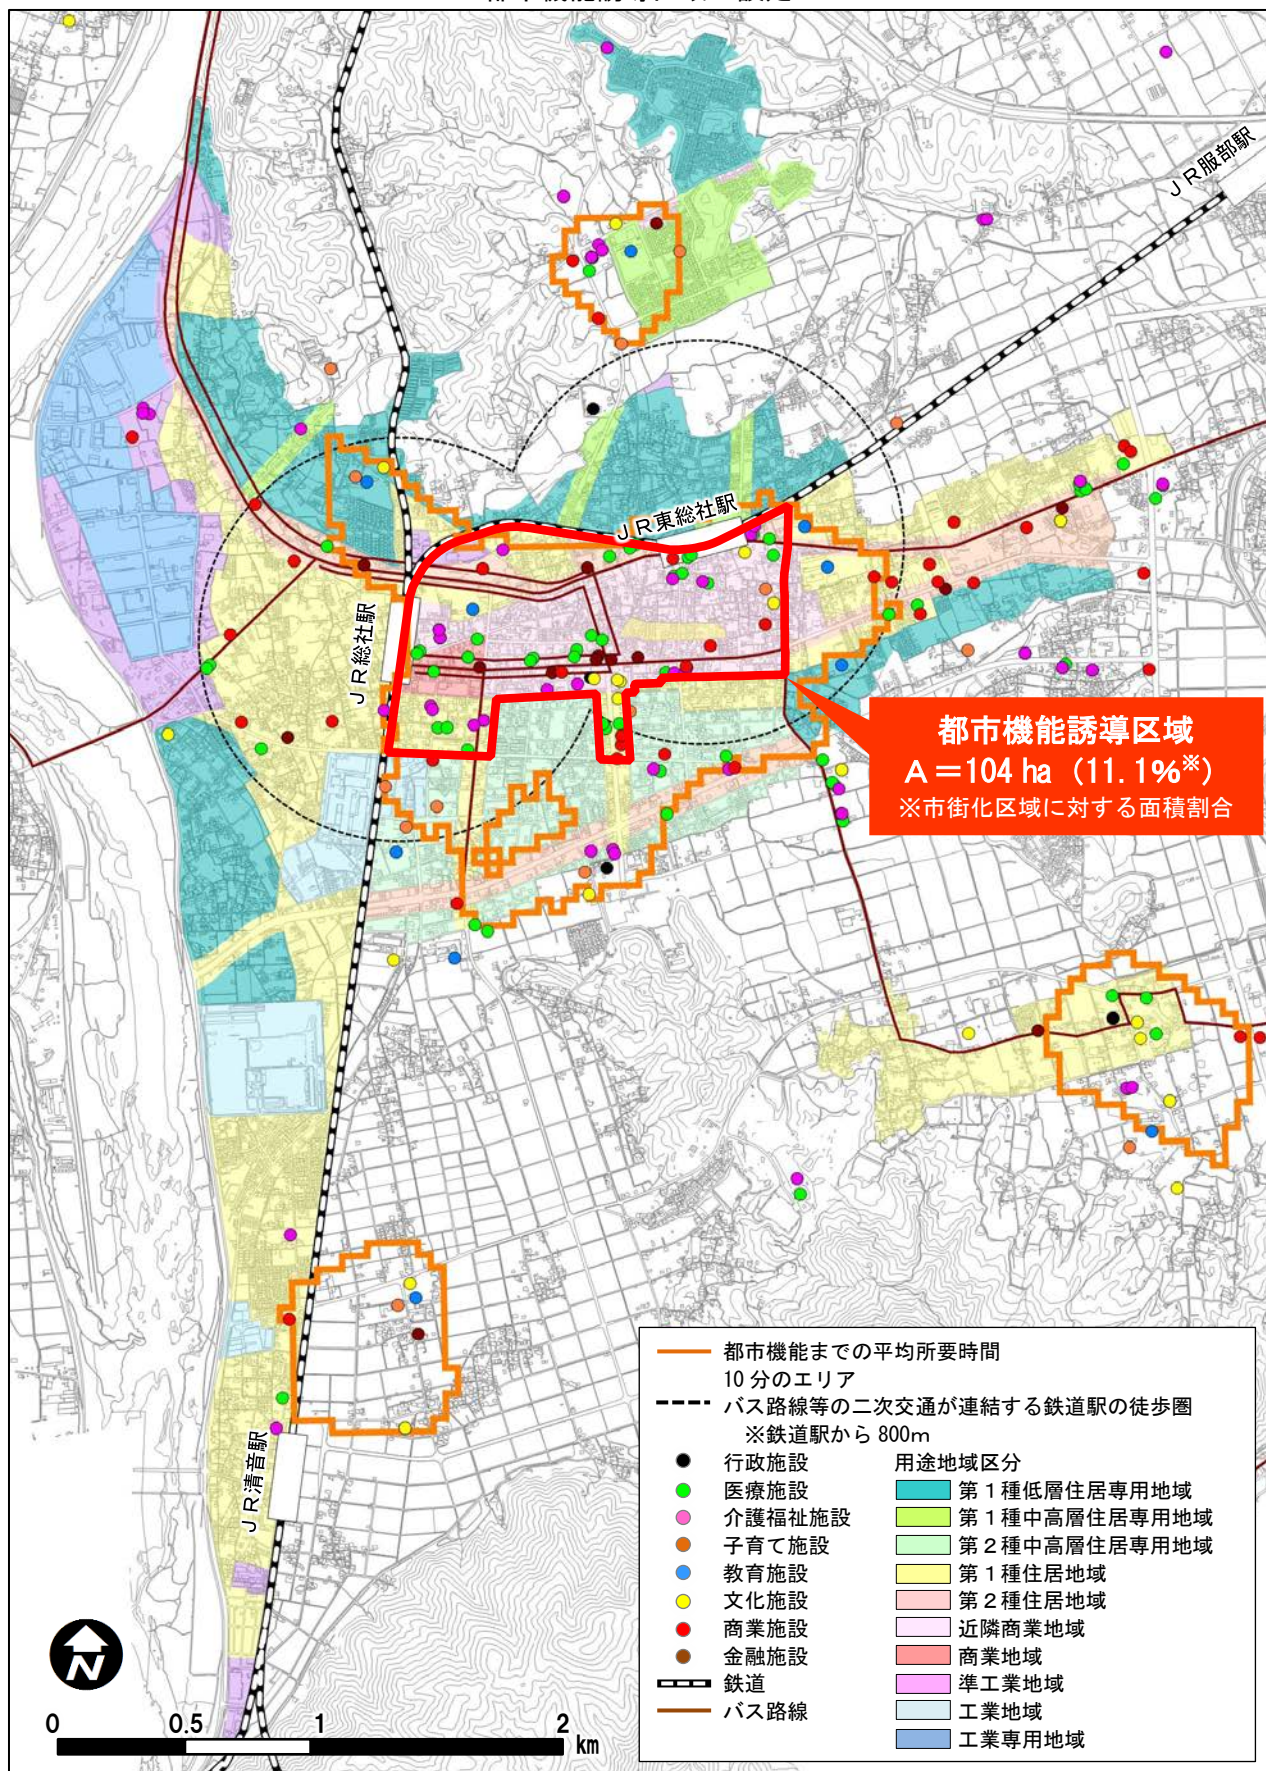 JR服部駅
JR東総社駅
JR総社駅
都市機能誘導区域
A=104 ha(11.1%※)
※市街化区域に対する面積割合
JR清音駅
都市機能までの平均所要時間
10分のエリア
バス路線等の二次交通が連結する鉄道駅の徒歩圏
※鉄道駅から800m
行政施設
医療施設
介護福祉施設
子育て施設
教育施設
文化施設
商業施設
金融施設
鉄道
バス路線
用途地域区分
第1種低層住居専用地域
第1種中高層住居専用地域
第2種中高層住居専用地域
第1種住居地域
第2種住居地域
近隣商業地域
商業地域
準工業地域
工業地域
工業専用地域
N
0 0.5 1 2 km